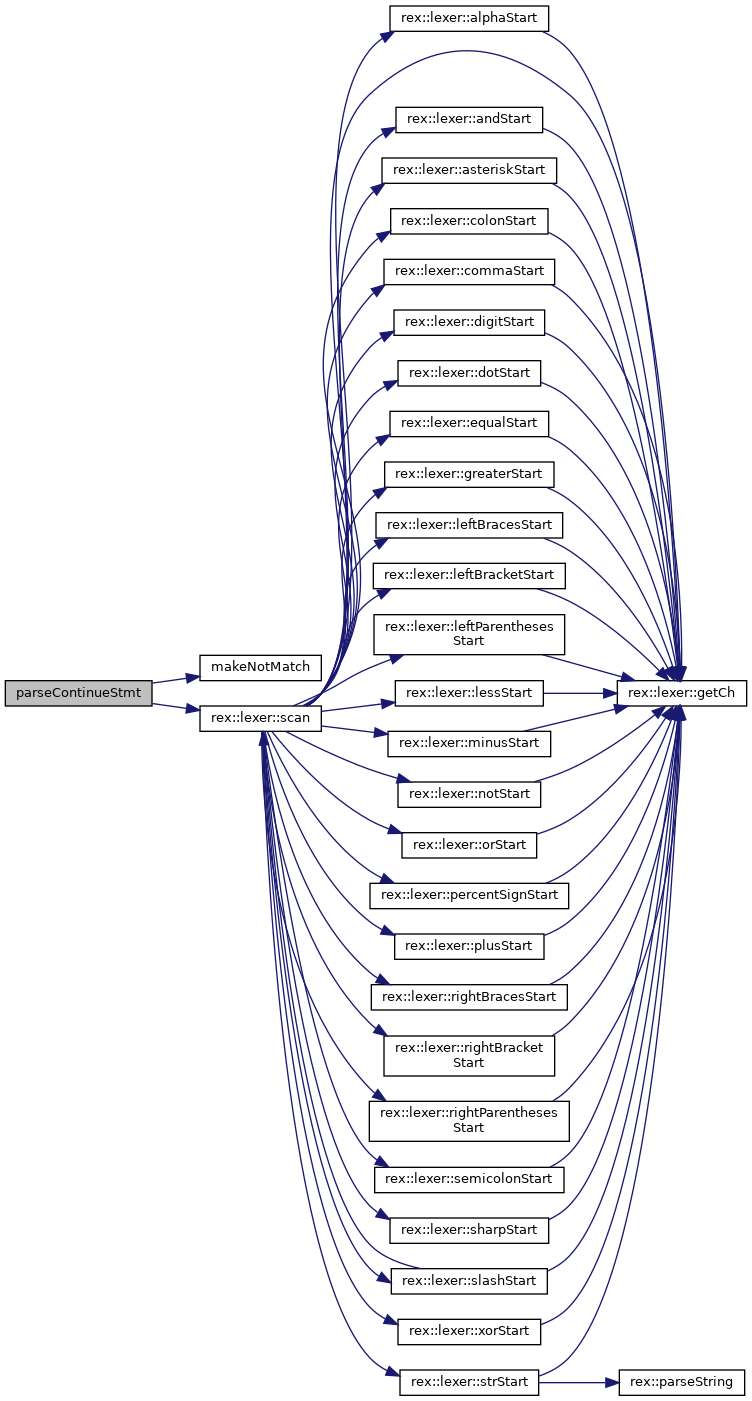 rex::lexer::alphaStart
rex::lexer::andStart
rex::lexer::asteriskStart
rex::lexer::colonStart
rex::lexer::commaStart
rex::lexer::digitStart
rex::lexer::dotStart
rex::lexer::equalStart
rex::lexer::greaterStart
rex::lexer::leftBracesStart
rex::lexer::leftBracketStart
rex::lexer::leftParentheses
Start
makeNotMatch
parseContinueStmt
rex::lexer::lessStart
rex::lexer::getCh
rex::lexer::scan
rex::lexer::minusStart
rex::lexer::notStart
rex::lexer::orStart
rex::lexer::percentSignStart
rex::lexer::plusStart
rex::lexer::rightBracesStart
rex::lexer::rightBracket
Start
rex::lexer::rightParentheses
Start
rex::lexer::semicolonStart
rex::lexer::sharpStart
rex::lexer::slashStart
rex::lexer::xorStart
rex::lexer::strStart
rex::parseString